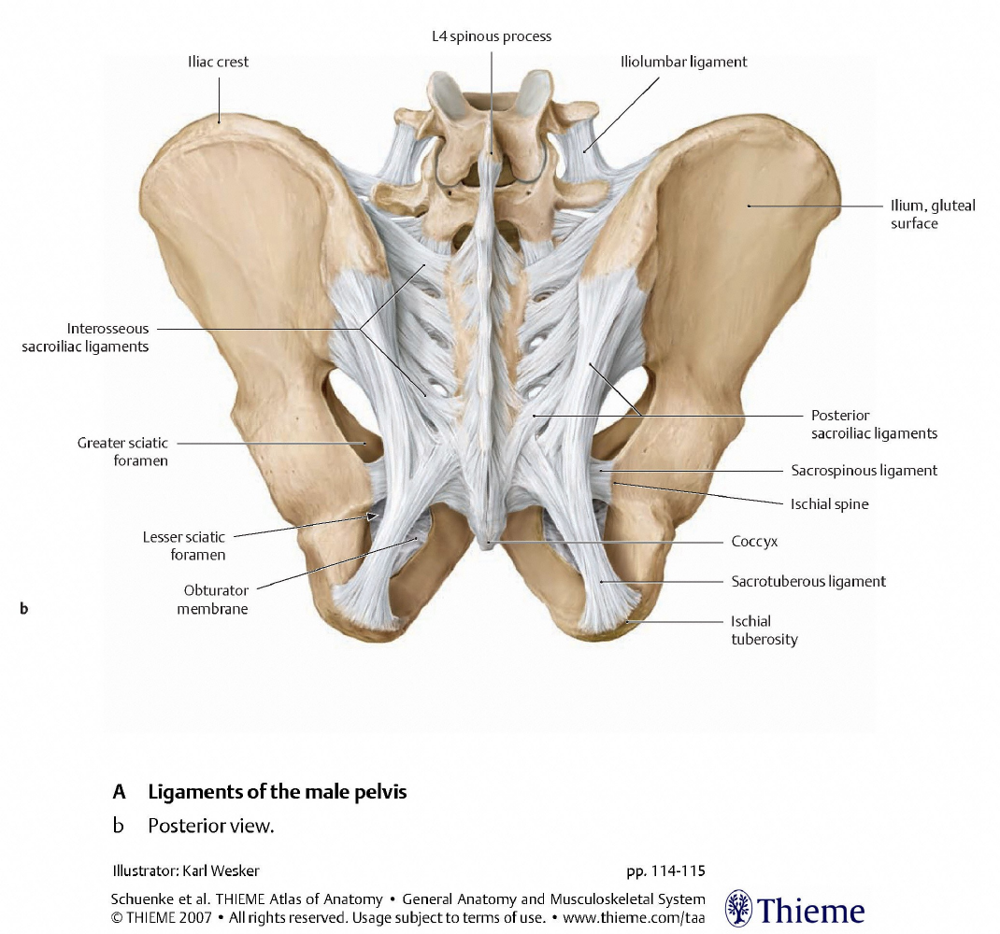 L4 spinous process
Iliac crest
Iliolumbar ligament
Ilium, gluteal
surface
Interosseous
sacroiliac ligaments
Posterior
sacroiliac ligaments
Greater sciatic
foramen
Sacrospinous ligament
Ischial spine
Lesser sciatic
foramen
Coccyx
Sacrotuberous ligament
Obturator
membrane
b
Ischial
tuberosity
A Ligaments of the male pelvis
b Posterior view.
Illustrator: Karl Wesker pp. 114-115
Schuenke et al. THIEME Atlas of Anatomy • General Anatomy and Musculoskeletal System
© THIEME 2007 • All rights reserved. Usage subject to terms of use. • www.thieme.com/taa
Thieme